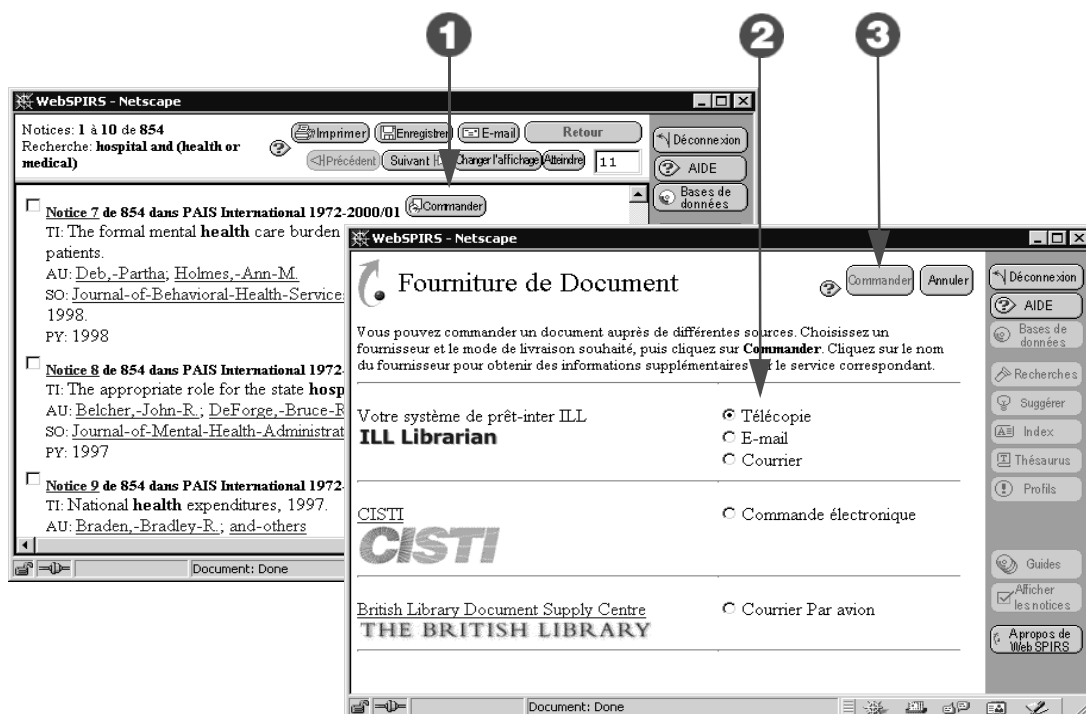 1 2 3
WebSPIRS - Netscape
Notices: 1 à 10 de 854
Recherche: hospital and (health or
medical)
Imprimer Enregistrer E-mail Retour
Précédent Suivant Changer l'affichage Atteindre 11
Déconnexion
AIDE
Bases de
données
Notice 7 de 854 dans PAIS International 1972-2000/01 Commander
TI: The formal mental health care burden
patients.
AU: Deb,-Partha; Holmes,-Ann-M.
SO: Journal-of-Behavioral-Health-Services
1998.
PY: 1998
Notice 8 de 854 dans PAIS International 1972-
TI: The appropriate role for the state hosp
AU: Belcher,-John-R.; DeForge,-Bruce-R
SO: Journal-of-Mental-Health-Administrat
PY: 1997
Notice 9 de 854 dans PAIS International 1972-
TI: National health expenditures, 1997.
AU: Braden,-Bradley-R.; and-others
Document: Done
WebSPIRS - Netscape
Fourniture de Document
Commander Annuler
Vous pouvez commander un document auprès de différentes sources. Choisissez un
fournisseur et le mode de livraison souhaité, puis cliquez sur Commander. Cliquez sur le nom
du fournisseur pour obtenir des informations supplémentaires sur le service correspondant.
Votre système de prêt-inter ILL
ILL Librarian
Télécopie
E-mail
Courrier
CISTI
CISTI
Commande électronique
British Library Document Supply Centre
THE BRITISH LIBRARY
Courrier Par avion
Déconnexion
AIDE
Bases de
données
Recherches
Suggérer
Index
Thésaurus
Profils
Guides
Afficher
les notices
A propos de
WebSPIRS
Document: Done